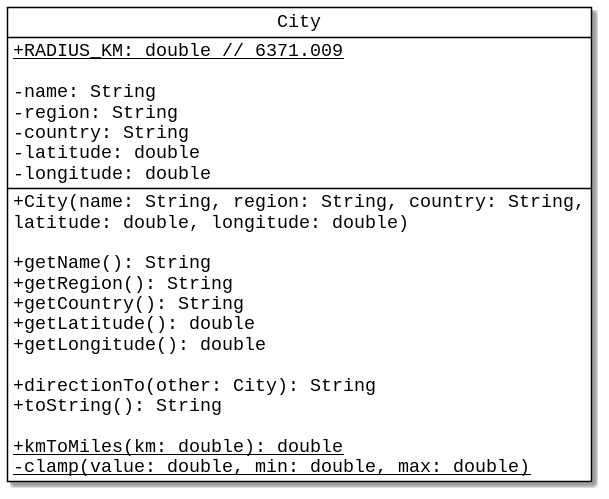 City
+RADIUS_KM: double // 6371.009
-name: String
-region: String
-country: String
-latitude: double
-longitude: double
+City(name: String, region: String, country: String,
latitude: double, longitude: double)
+getName(): String
+getRegion(): String
+getCountry(): String
+getLatitude(): double
+getLongitude(): double
+directionTo(other: City): String
+toString(): String
+kmToMiles(km: double): double
-clamp(value: double, min: double, max: double)